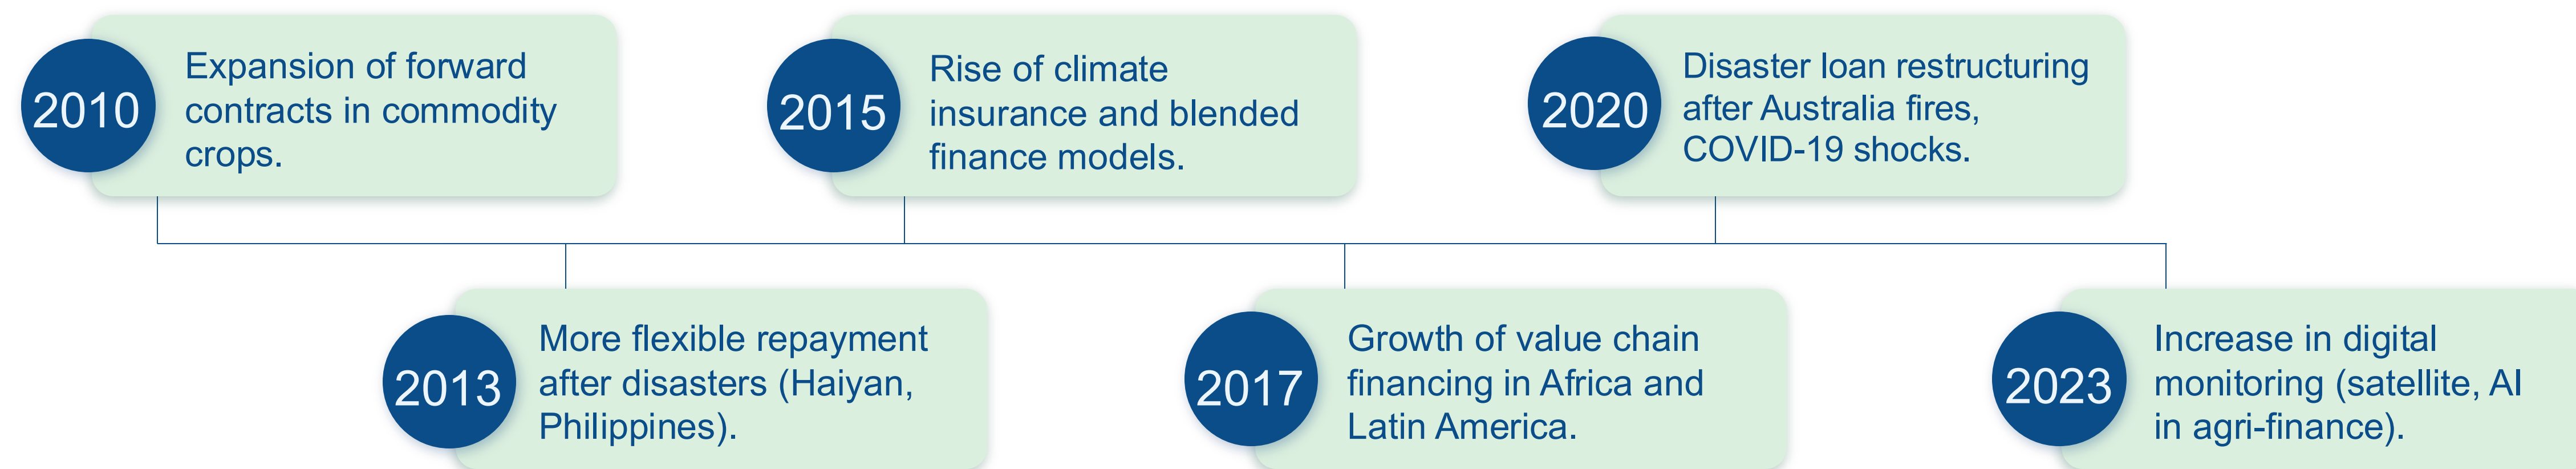 2010
Expansion of forward
contracts in commodity
crops.
2013
More flexible repayment
after disasters (Haiyan,
Philippines).
2015
Rise of climate
insurance and blended
finance models.
2017
Growth of value chain
financing in Africa and
Latin America.
2020
Disaster loan restructuring
after Australia fires,
COVID-19 shocks.
2023
Increase in digital
monitoring (satellite, AI
in agri-finance).